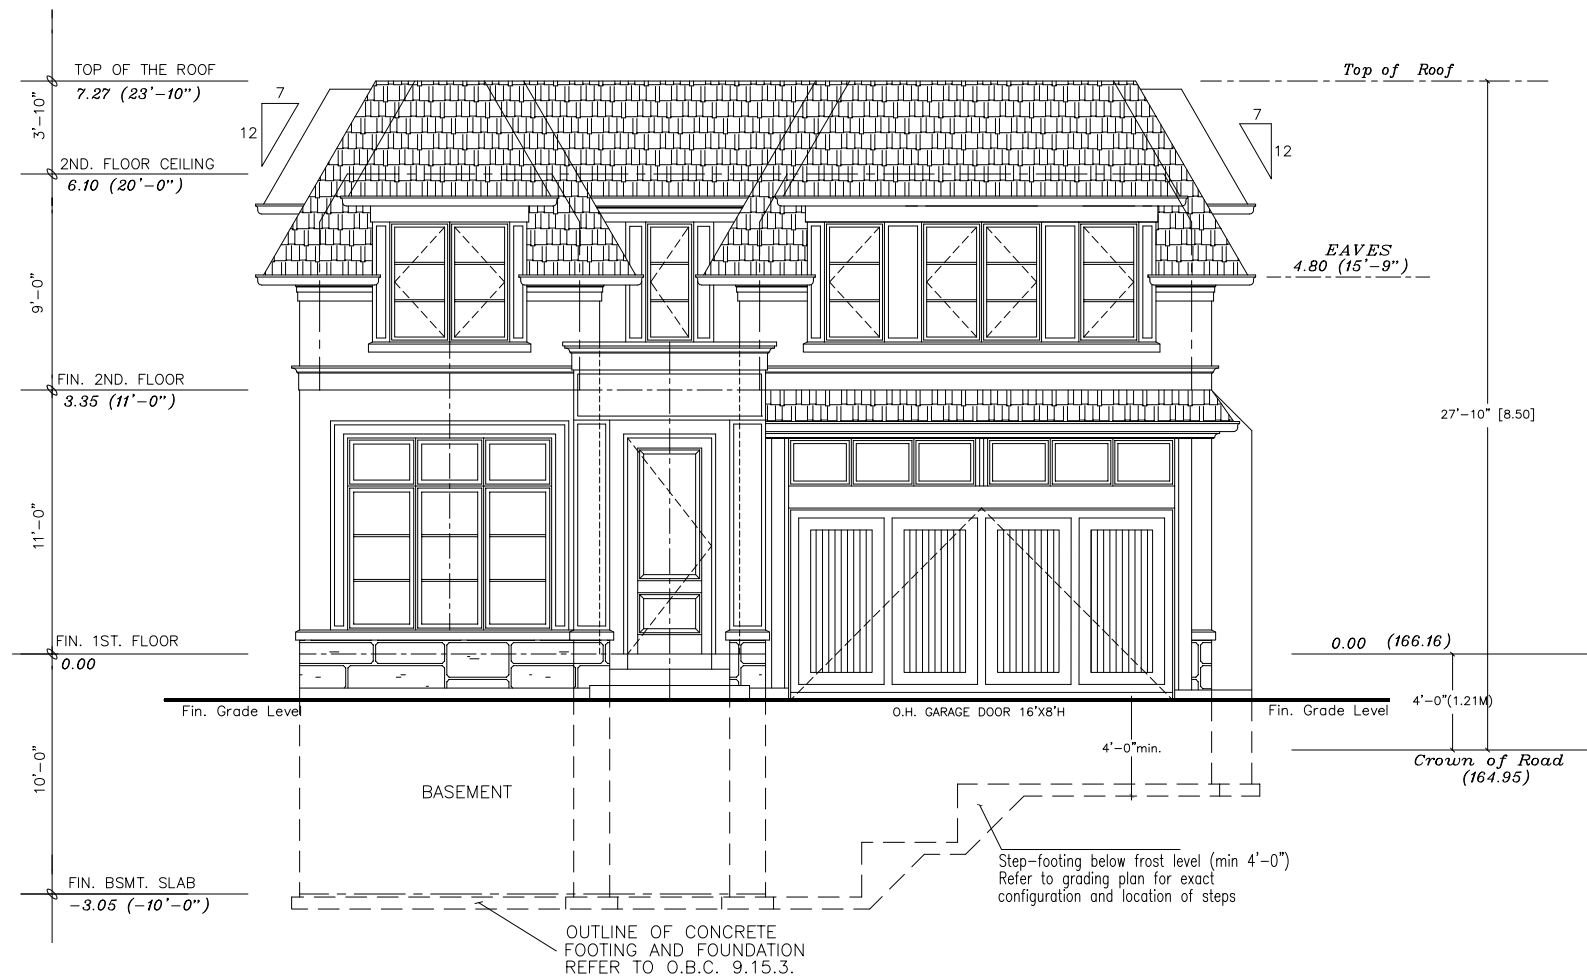 TOP OF THE ROOF
7.27 (23'-10")
3'-10"
7
12
Top of Roof
7
12
2ND. FLOOR CEILING
6.10 (20'-0")
EAVES
4.80 (15'-9")
9'-0"
FIN. 2ND. FLOOR
3.35 (11'-0")
27'-10" [8.50]
11'-0"
FIN. 1ST. FLOOR
0.00
0.00 (166.16)
4'-0"(1.21M)
Fin. Grade Level
O.H. GARAGE DOOR 16'X8'H
Fin. Grade Level
4'-0"min.
Crown of Road
(164.95)
10'-0"
BASEMENT
Step-footing below frost level (min 4'-0")
Refer to grading plan for exact
configuration and location of steps
FIN. BSMT. SLAB
-3.05 (-10'-0")
OUTLINE OF CONCRETE
FOOTING AND FOUNDATION
REFER TO O.B.C. 9.15.3.